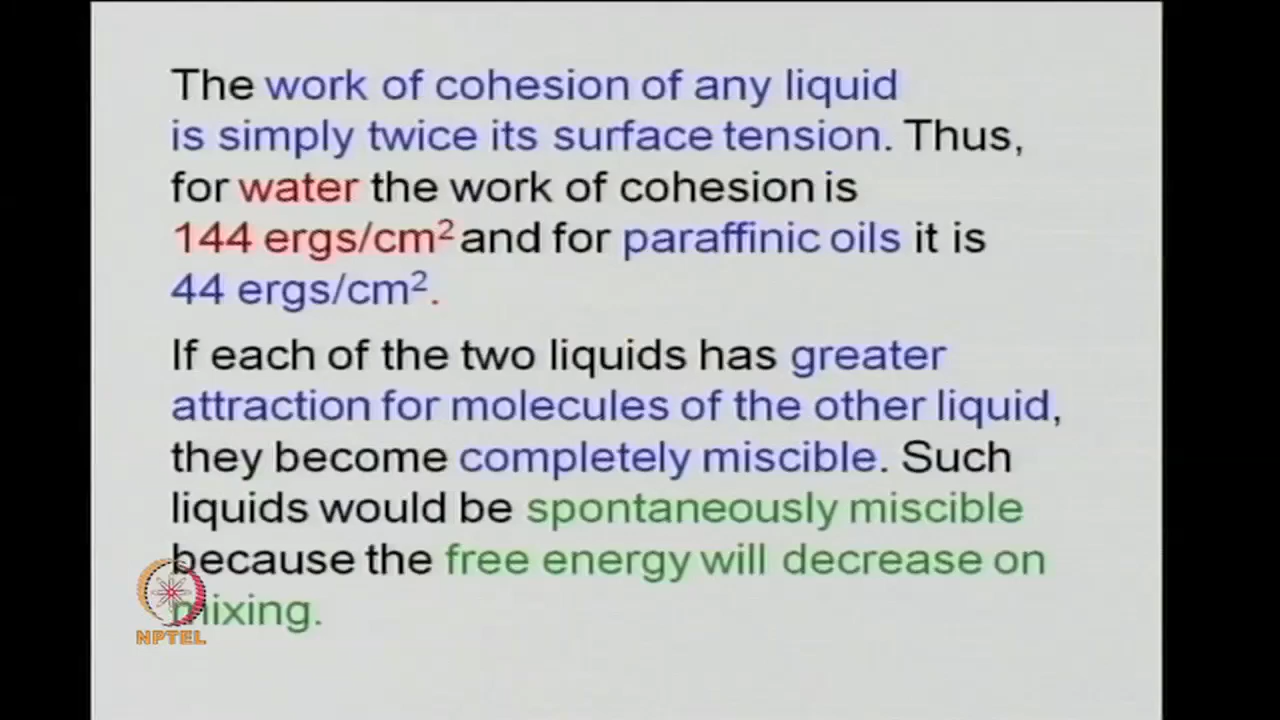 The work of cohesion of any liquid
is simply twice its surface tension. Thus,
for water the work of cohesion is
144 ergs/cm² and for paraffinic oils it is
44 ergs/cm².
If each of the two liquids has greater
attraction for molecules of the other liquid,
they become completely miscible. Such
liquids would be spontaneously miscible
because the free energy will decrease on
mixing.
NPTEL